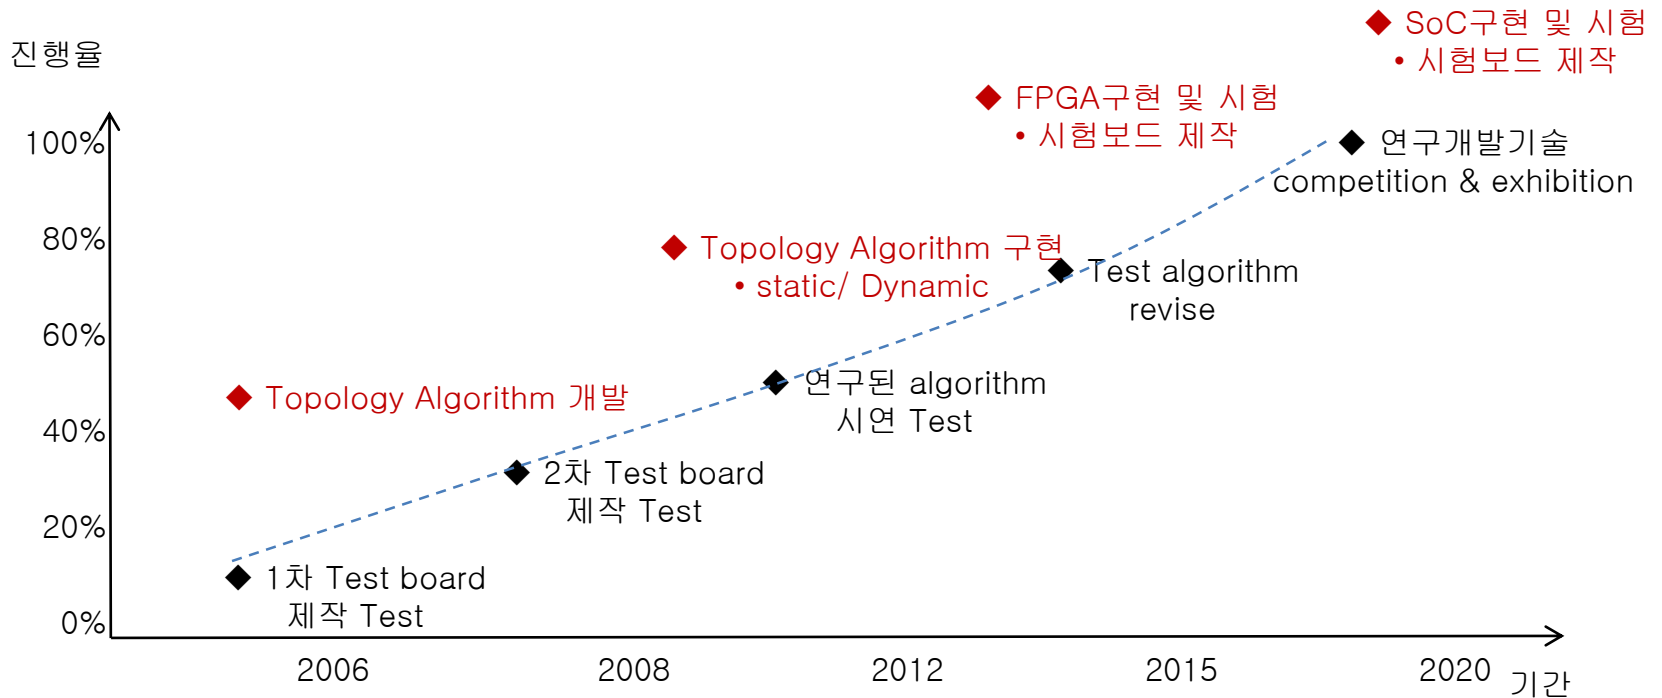 진행율
◆ SoC구현 및 시험
• 시험보드 제작
◆ FPGA구현 및 시험
• 시험보드 제작
100%
◆ 연구개발기술
competition & exhibition
80%
◆ Topology Algorithm 구현
• static/ Dynamic
◆ Test algorithm
revise
60%
◆ 연구된 algorithm
시연 Test
◆ Topology Algorithm 개발
40%
◆ 2차 Test board
제작 Test
20%
◆ 1차 Test board
제작 Test
0%
2006
2008
2012
2015
2020
기간